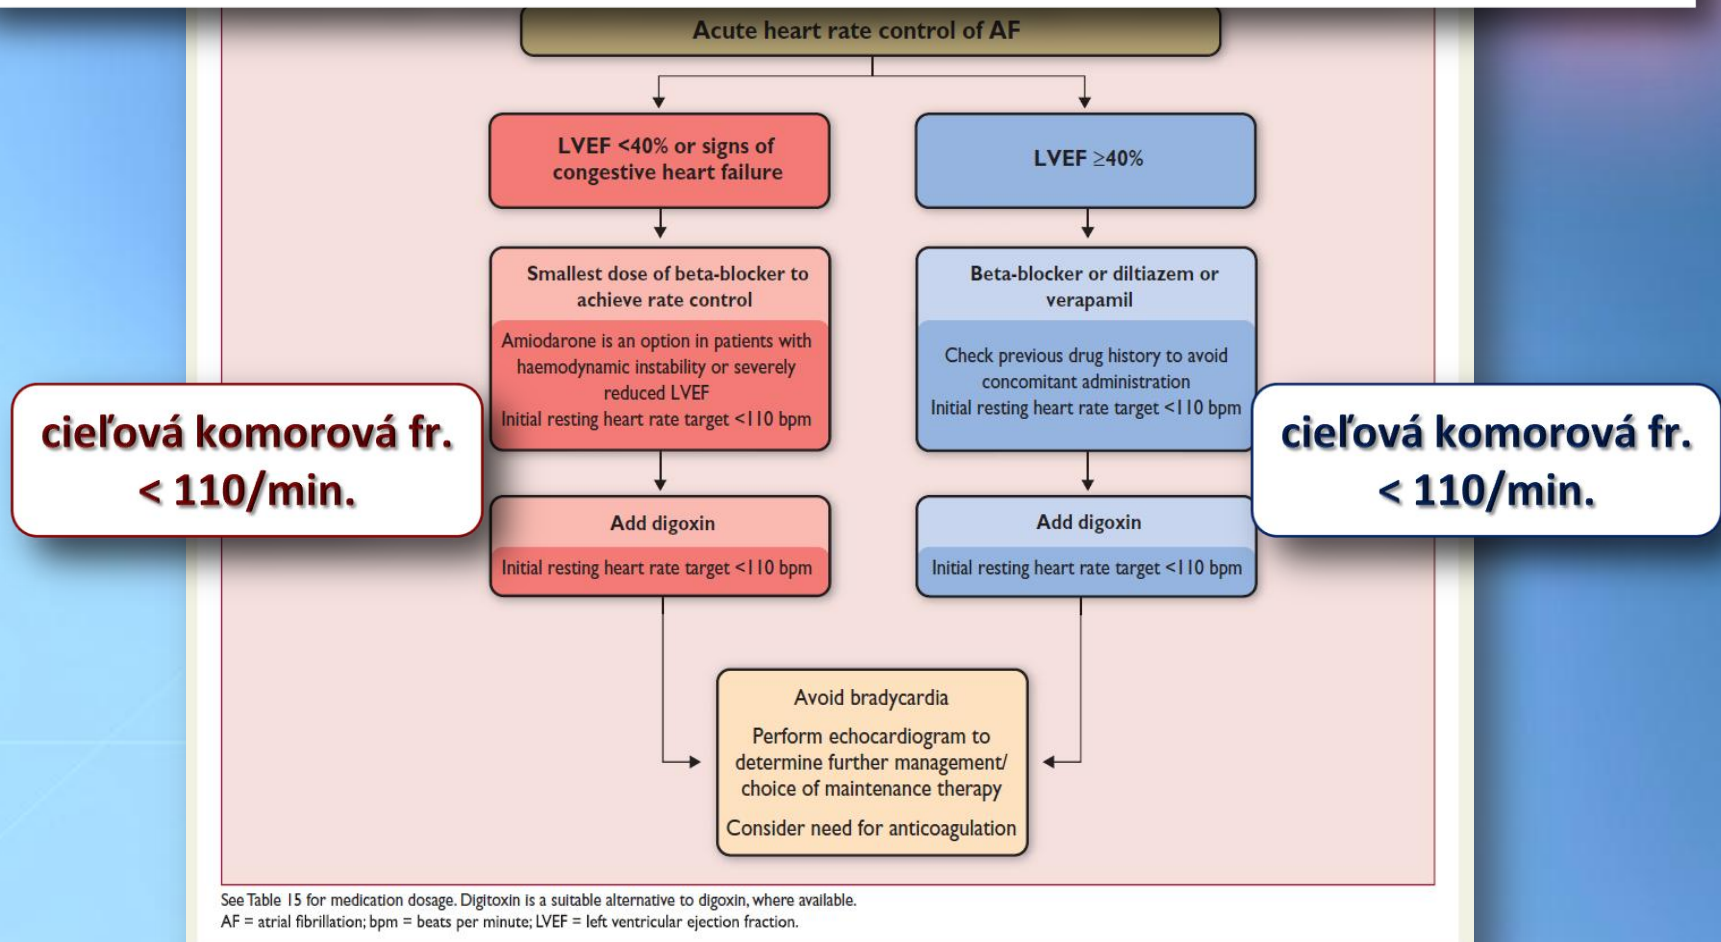 Acute heart rate control of AF
LVEF <40% or signs of
congestive heart failure
LVEF ≥40%
Smallest dose of beta-blocker to
achieve rate control
Amiodarone is an option in patients with
haemodynamic instability or severely
reduced LVEF
Initial resting heart rate target <110 bpm
Beta-blocker or diltiazem or
verapamil
Check previous drug history to avoid
concomitant administration
Initial resting heart rate target <110 bpm
cieľová komorová fr.
< 110/min.
cieľová komorová fr.
< 110/min.
Add digoxin
Initial resting heart rate target <110 bpm
Add digoxin
Initial resting heart rate target <110 bpm
Avoid bradycardia
Perform echocardiogram to
determine further management/
choice of maintenance therapy
Consider need for anticoagulation
See Table 15 for medication dosage. Digitoxin is a suitable alternative to digoxin, where available.
AF = atrial fibrillation; bpm = beats per minute; LVEF = left ventricular ejection fraction.